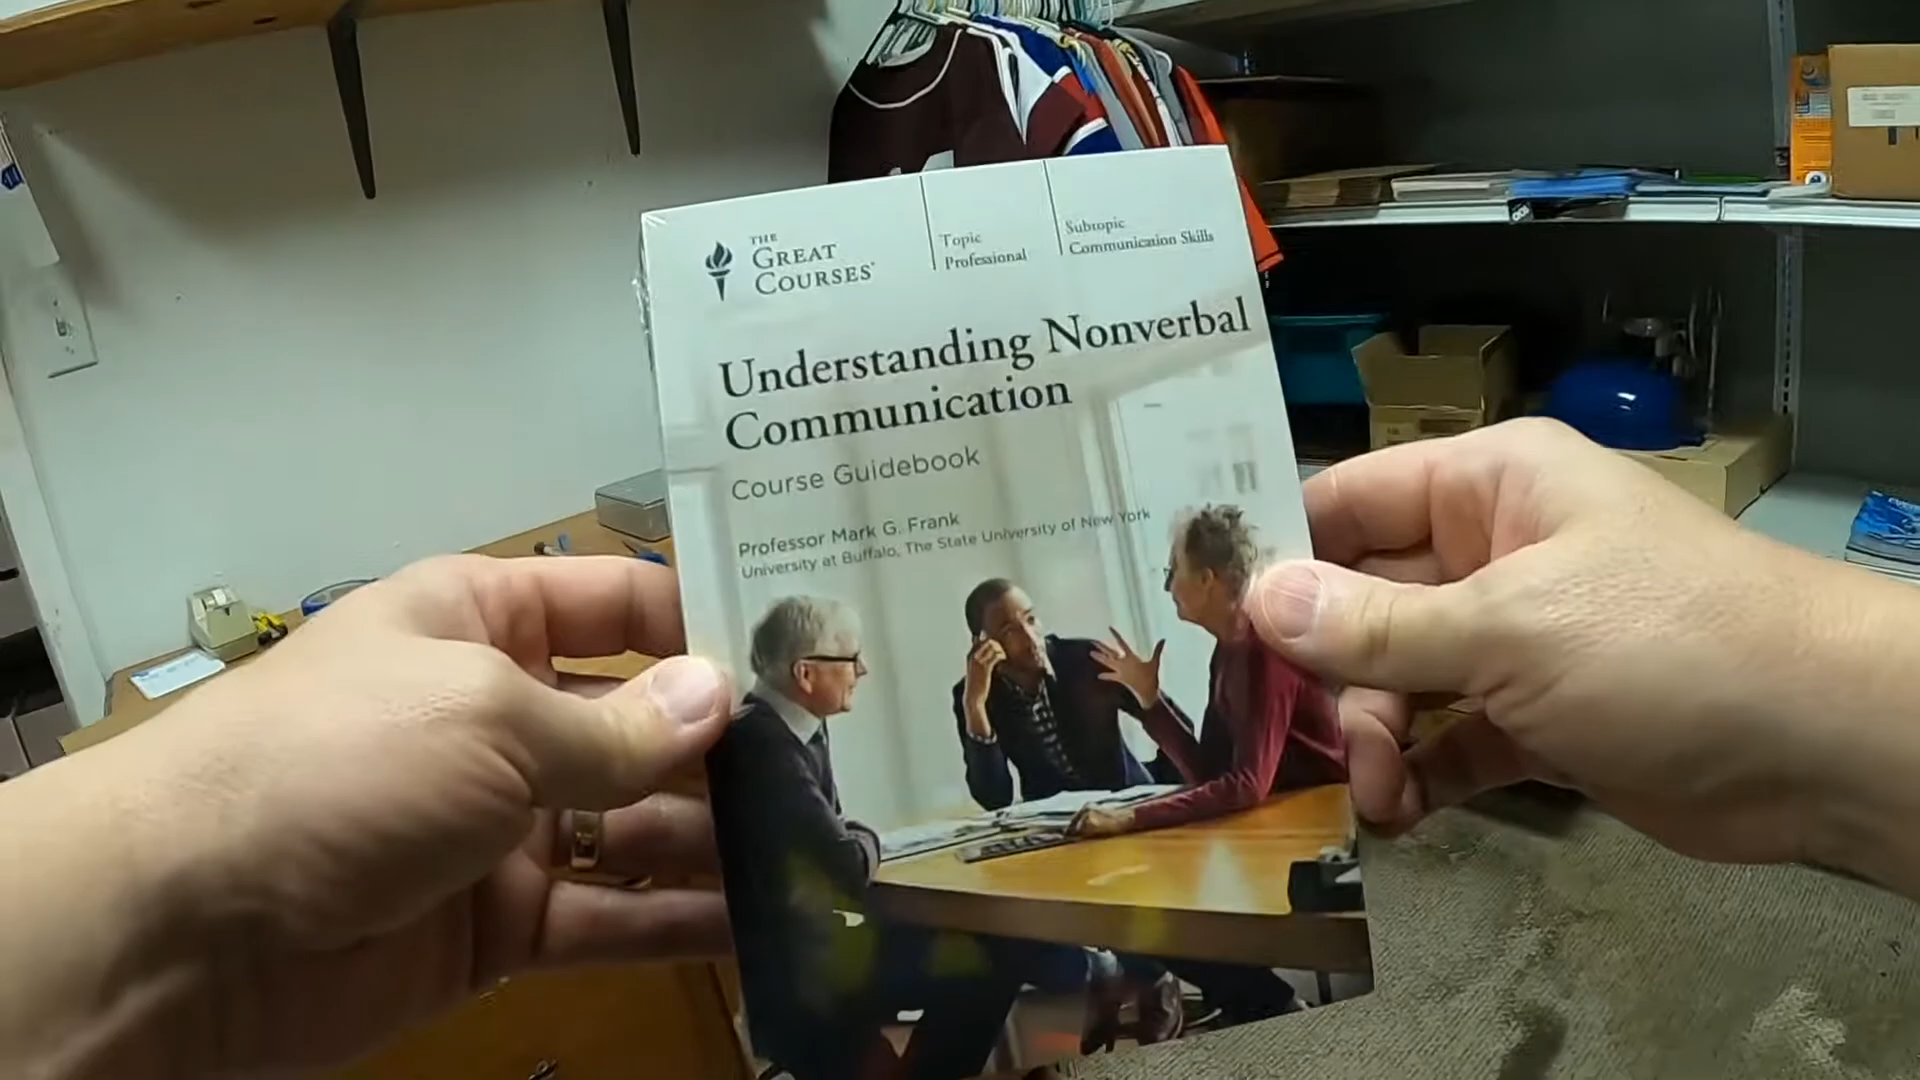 THE
GREAT
COURSES®
Topic
Professional
Subtopic
Communication Skills
Understanding Nonverbal
Communication
Course Guidebook
Professor Mark G. Frank
University at Buffalo, The State University of New York